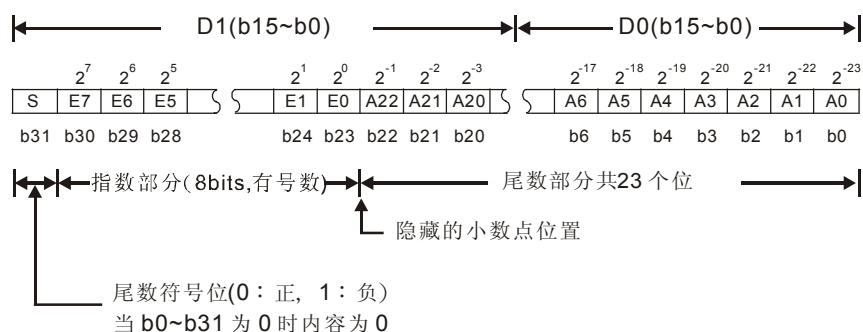 D1(b15~b0) D0(b15~b0)
2^7 2^6 2^5 2^1 2^0 2^-1 2^-2 2^-3 2^-17 2^-18 2^-19 2^-20 2^-21 2^-22 2^-23
S E7 E6 E5 E1 E0 A22 A21 A20 A6 A5 A4 A3 A2 A1 A0
b31 b30 b29 b28 b24 b23 b22 b21 b20 b6 b5 b4 b3 b2 b1 b0
指数部分(8bits,有号数) 尾数部分共23个位
隐藏的小数点位置
尾数符号位(0：正, 1：负)
当 b0~b31 为 0 时内容为 0